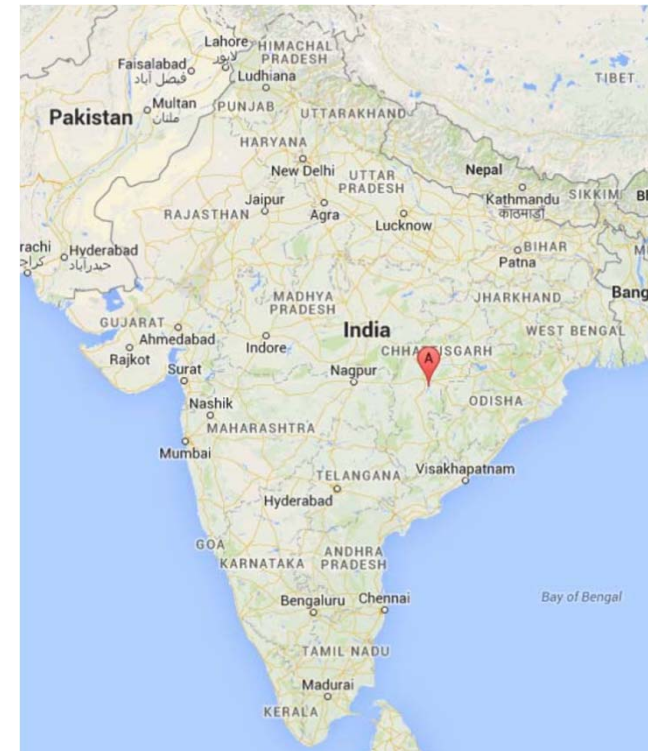 Lahore
لاہور
HIMACHAL
PRADESH
Faisalabad
فیصل آباد
Ludhiana
TIBET
Multan
ملتان
PUNJAB
Pakistan
UTTARAKHAND
HARYANA
New Delhi
Nepal
UTTAR
PRADESH
Jaipur
Kathmandu
काठमाडौं
SIKKIM
RAJASTHAN
Agra
Lucknow
rachi
Hyderabad
حیدرآباد
BIHAR
Patna
MADHYA
PRADESH
JHARKHAND
Bang
GUJARAT
Ahmedabad
India
WEST BENGAL
Indore
Rajkot
A
Surat
Nagpur
ODISHA
Nashik
MAHARASHTRA
Mumbai
TELANGANA
Visakhapatnam
Hyderabad
GOA
KARNATAKA
ANDHRA
PRADESH
Bengaluru
Chennai
Bay of Bengal
TAMIL NADU
Madurai
KERALA